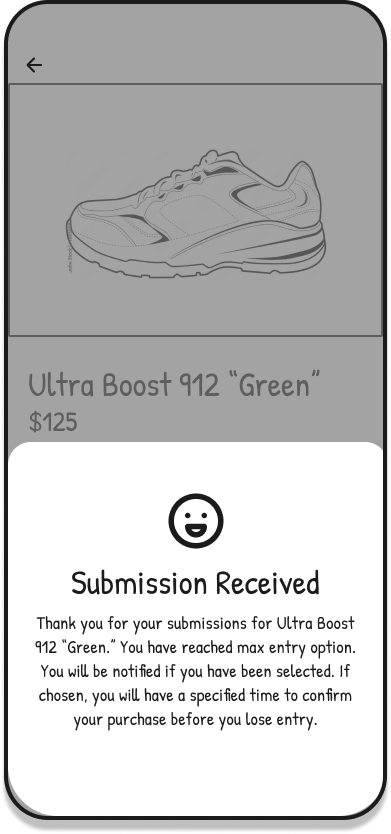 Ultra Boost 912 “Green”
$125
Submission Received
Thank you for your submissions for Ultra Boost
912 “Green.” You have reached max entry option.
You will be notified if you have been selected. If
chosen, you will have a specified time to confirm
your purchase before you lose entry.